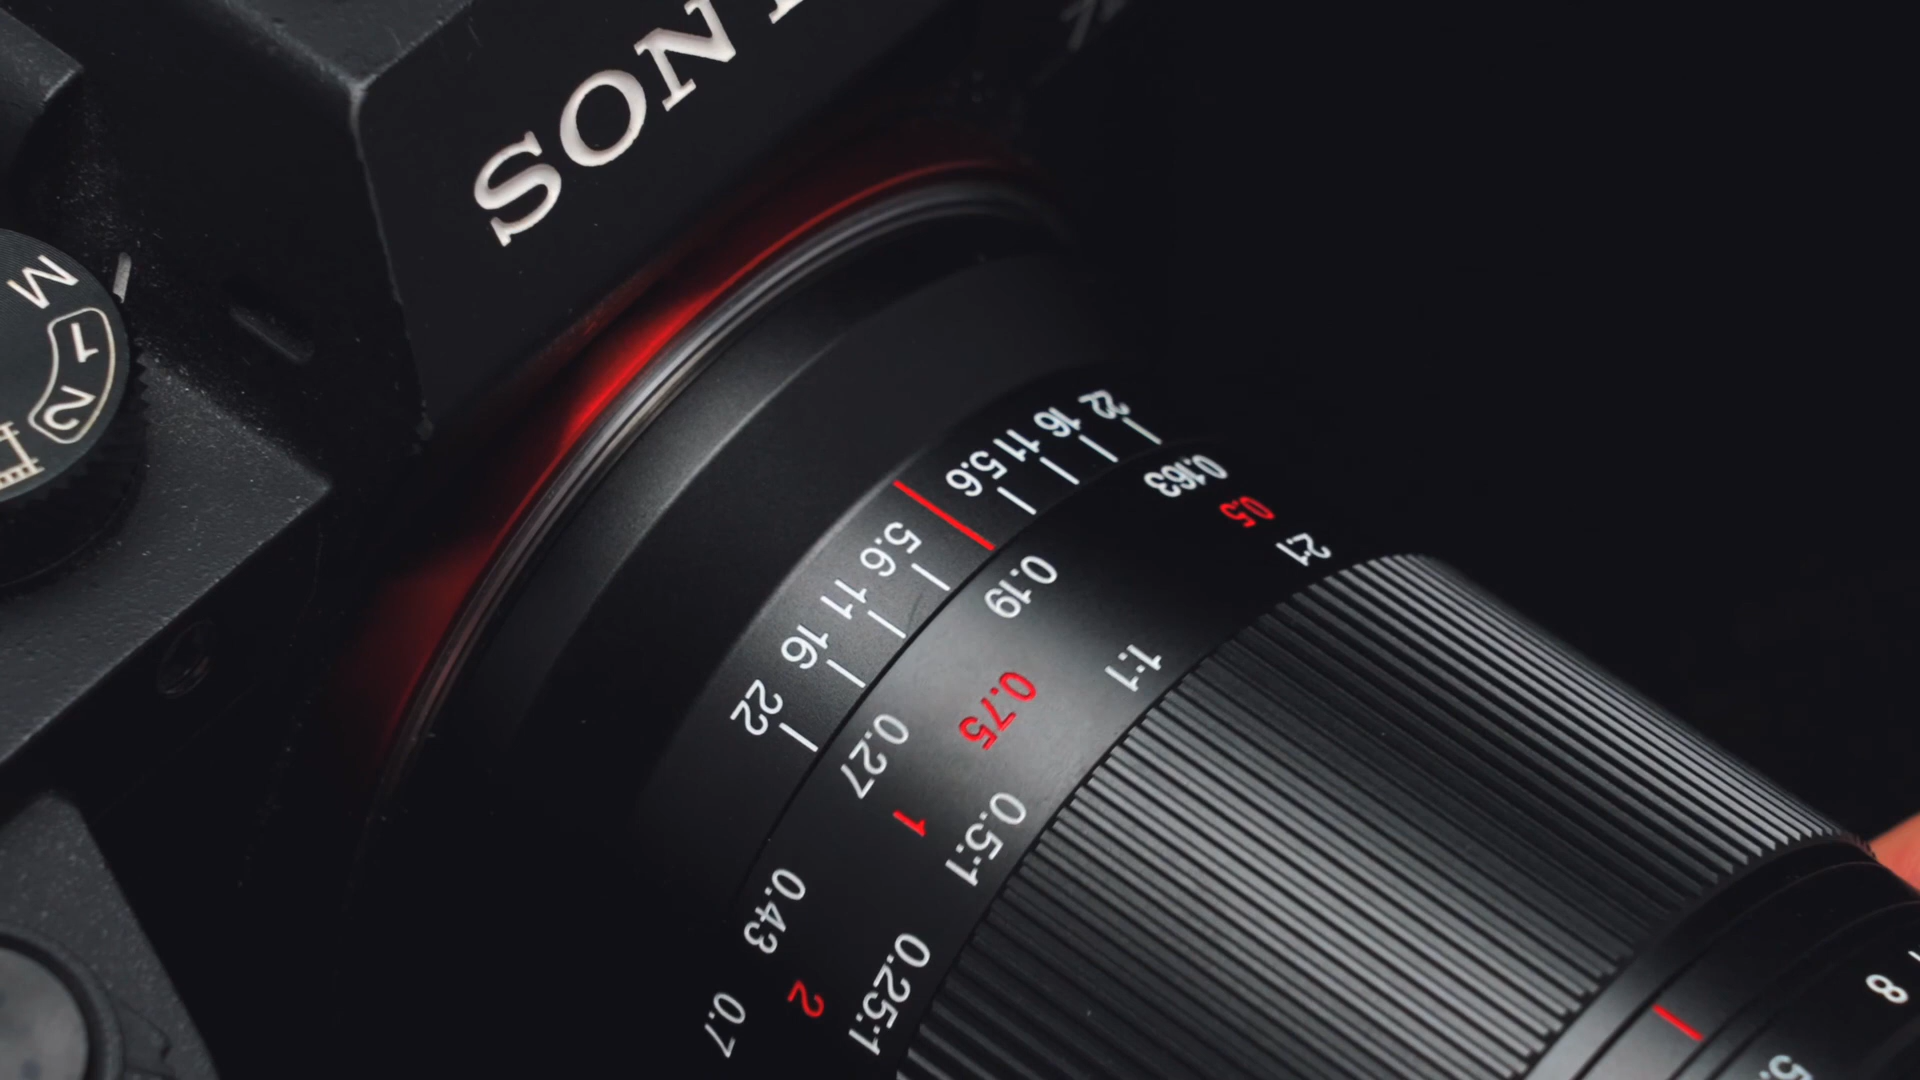 SONY
M
1
2
22 16 11 5.6 5.6 11 16 22
0.163 0.19 0.27 0.43 0.7
0.5 0.75 1 2
2:1 1:1 0.5:1 0.25:1
8